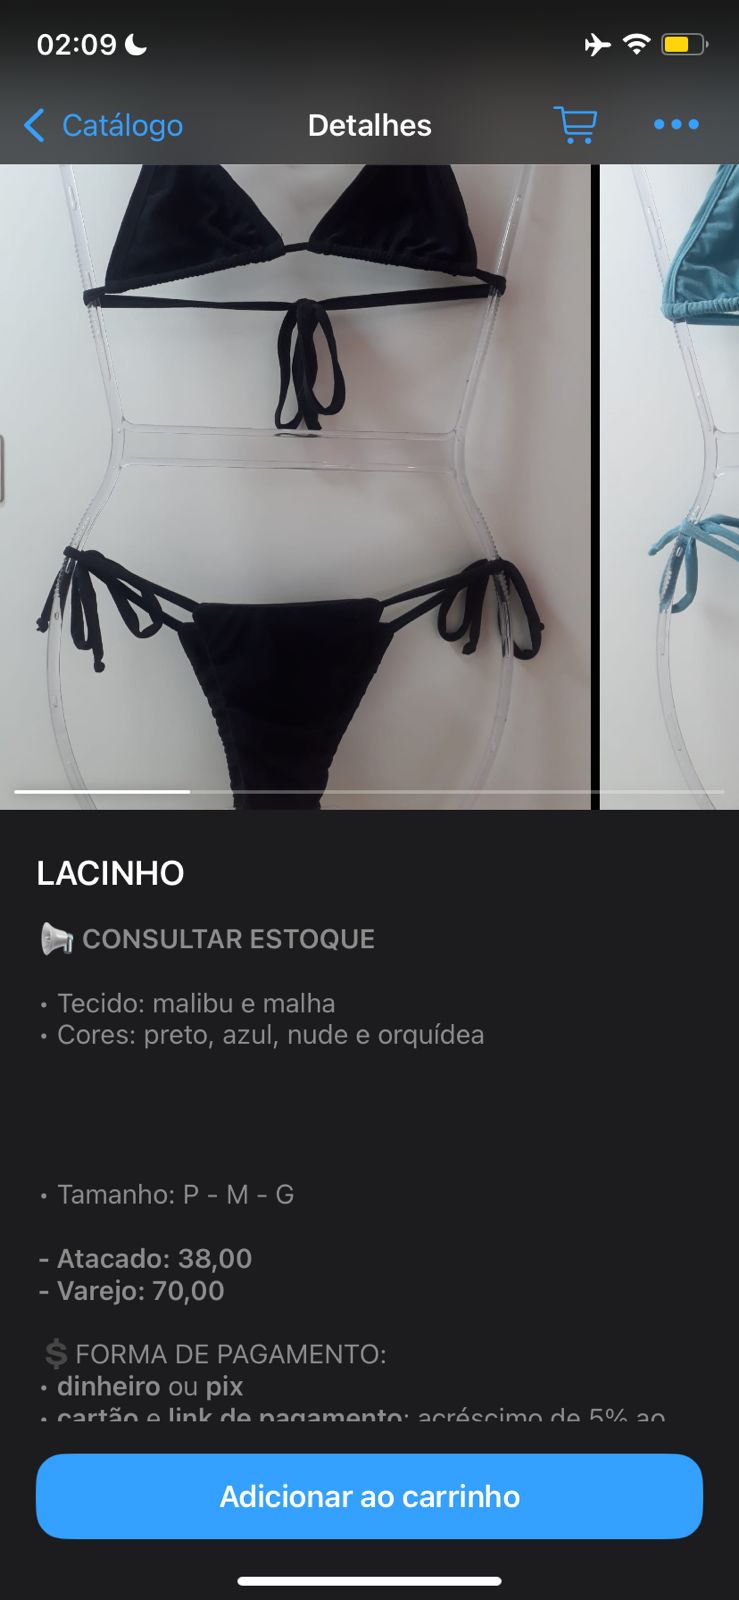 02:09
Catálogo
Detalhes
LACINHO
CONSULTAR ESTOQUE
• Tecido: malibu e malha
• Cores: preto, azul, nude e orquídea
• Tamanho: P - M - G
- Atacado: 38,00
- Varejo: 70,00
FORMA DE PAGAMENTO:
• dinheiro ou pix
• cartão e link de pagamento: acréscimo de 5% ao
Adicionar ao carrinho